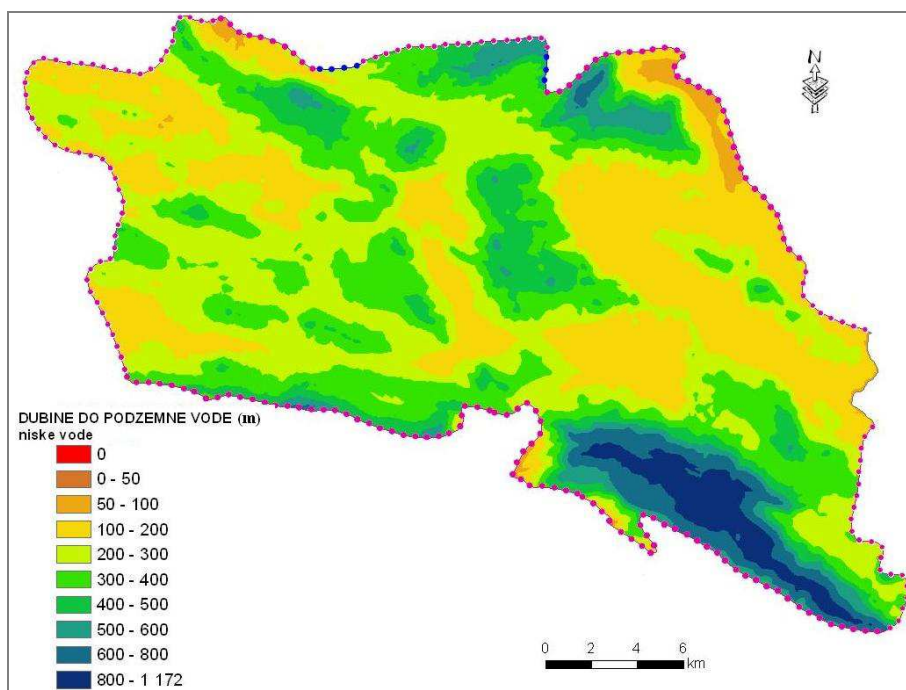 N
DUBINE DO PODZEMNE VODE (m)
niske vode
0
0 - 50
50 - 100
100 - 200
200 - 300
300 - 400
400 - 500
500 - 600
600 - 800
800 - 1 172
0 2 4 6
km